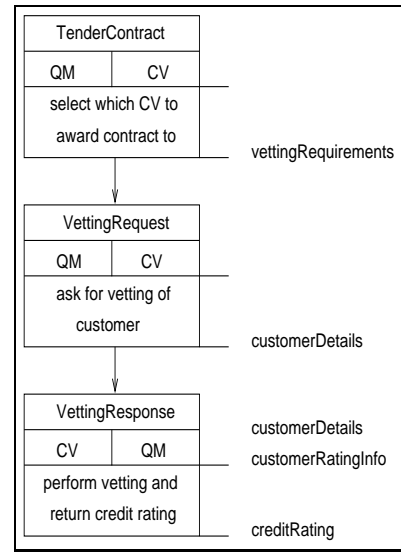 TenderContract
QM CV
select which CV to
award contract to
vettingRequirements
VettingRequest
QM CV
ask for vetting of
customer
customerDetails
VettingResponse
customerDetails
CV QM
customerRatingInfo
perform vetting and
return credit rating
creditRating